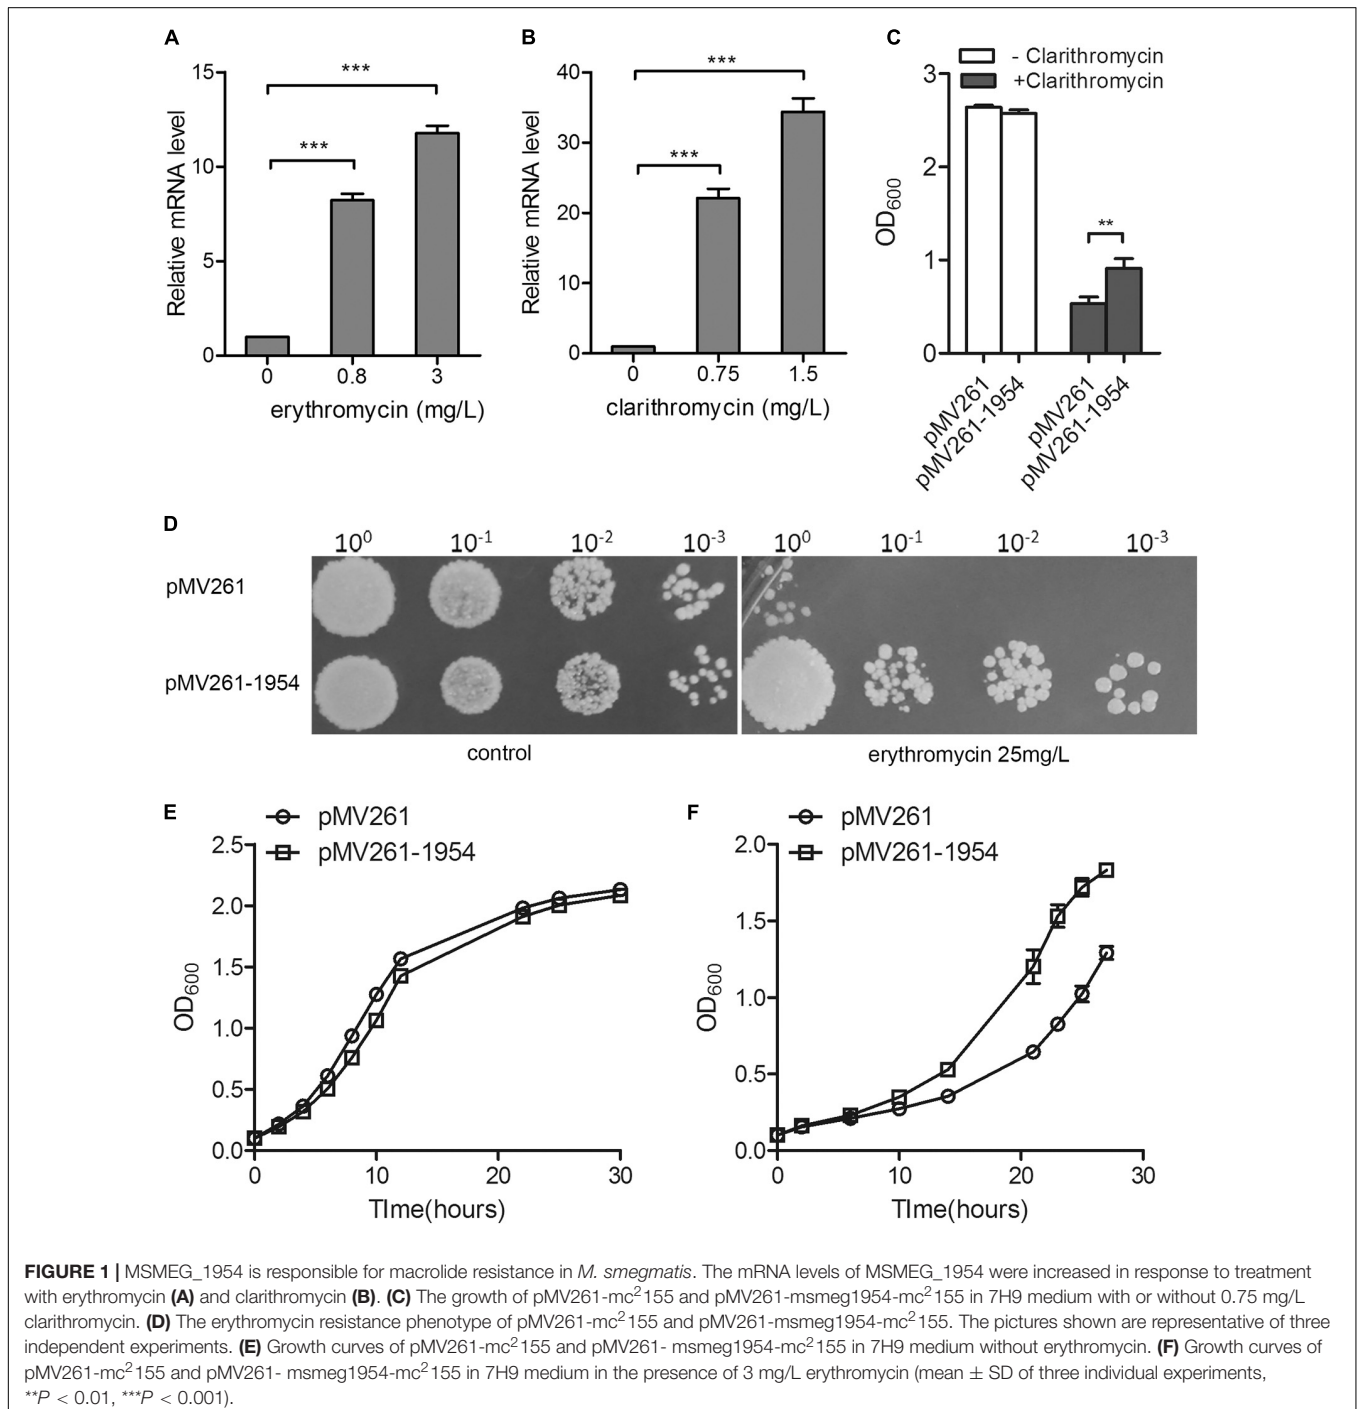 A
15
10
5
0
Relative mRNA level
***
***
0 0.8 3
erythromycin (mg/L)
B
40
30
20
10
0
Relative mRNA level
***
***
0 0.75 1.5
clarithromycin (mg/L)
C
- Clarithromycin
+Clarithromycin
3
2
1
0
OD600
**
pMV261
pMV261-1954
pMV261
pMV261-1954
D
10⁰ 10⁻¹ 10⁻² 10⁻³ 10⁰ 10⁻¹ 10⁻² 10⁻³
pMV261
pMV261-1954
control
erythromycin 25mg/L
E
pMV261
pMV261-1954
2.5
2.0
1.5
1.0
0.5
0.0
OD600
0 10 20 30
TIme(hours)
F
pMV261
pMV261-1954
2.0
1.5
1.0
0.5
0.0
OD600
0 10 20 30
TIme(hours)
FIGURE 1 | MSMEG_1954 is responsible for macrolide resistance in M. smegmatis. The mRNA levels of MSMEG_1954 were increased in response to treatment
with erythromycin (A) and clarithromycin (B). (C) The growth of pMV261-mc²155 and pMV261-msmeg1954-mc²155 in 7H9 medium with or without 0.75 mg/L
clarithromycin. (D) The erythromycin resistance phenotype of pMV261-mc²155 and pMV261-msmeg1954-mc²155. The pictures shown are representative of three
independent experiments. (E) Growth curves of pMV261-mc²155 and pMV261- msmeg1954-mc²155 in 7H9 medium without erythromycin. (F) Growth curves of
pMV261-mc²155 and pMV261- msmeg1954-mc²155 in 7H9 medium in the presence of 3 mg/L erythromycin (mean ± SD of three individual experiments,
**P < 0.01, ***P < 0.001).